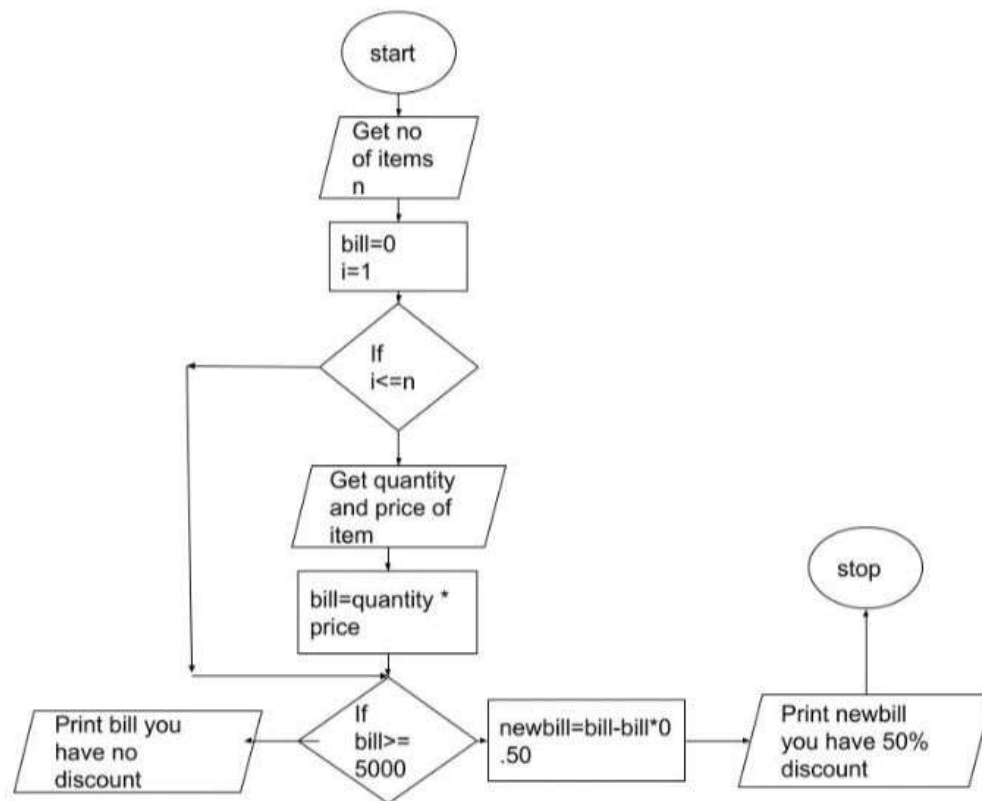 start
Get no
of items
n
bill=0
i=1
If
i<=n
Get quantity
and price of
item
bill=quantity *
price
If
bill>=
5000
Print bill you
have no
discount
newbill=bill-bill*0
.50
Print newbill
you have 50%
discount
stop